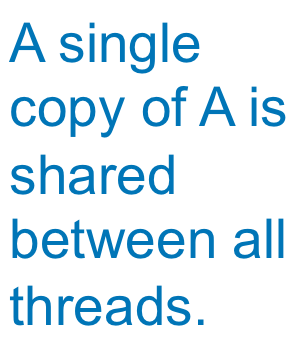 A single
copy of A is
shared
between all
threads.